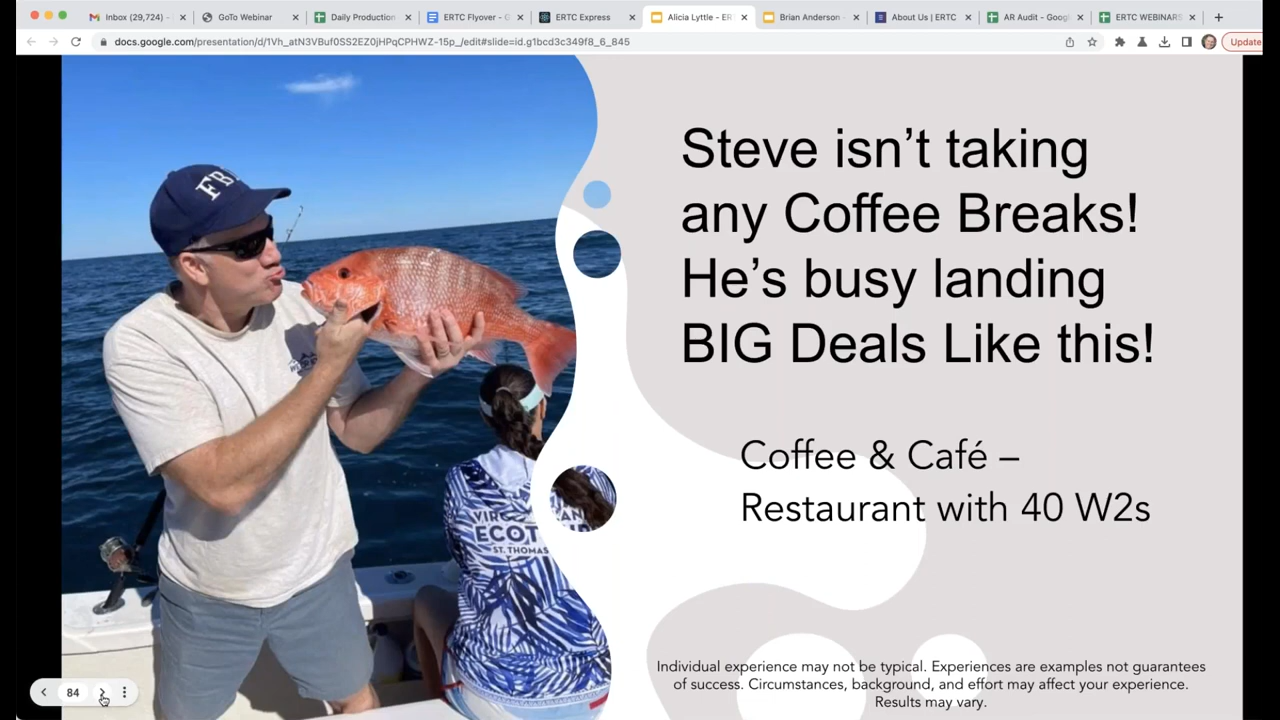 Inbox (29,724) -
GoTo Webinar
Daily Production
ERTC Flyover - G
ERTC Express
Alicia Lyttle - ER
Brian Anderson -
About Us | ERTC
AR Audit - Googl
ERTC WEBINARS
docs.google.com/presentation/d/1Vh_atN3VBuf0SS2EZ0jHPqCPHWZ-15p_/edit#slide=id.g1bcd3c349f8_6_845
Update
FB
Steve isn’t taking
any Coffee Breaks!
He’s busy landing
BIG Deals Like this!
Coffee & Café –
Restaurant with 40 W2s
ST. THOMAS
Individual experience may not be typical. Experiences are examples not guarantees
of success. Circumstances, background, and effort may affect your experience.
Results may vary.
84